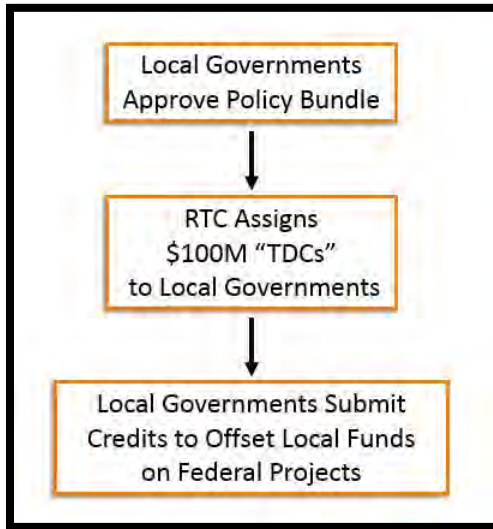 Local Governments
Approve Policy Bundle
RTC Assigns
$100M “TDCs”
to Local Governments
Local Governments Submit
Credits to Offset Local Funds
on Federal Projects